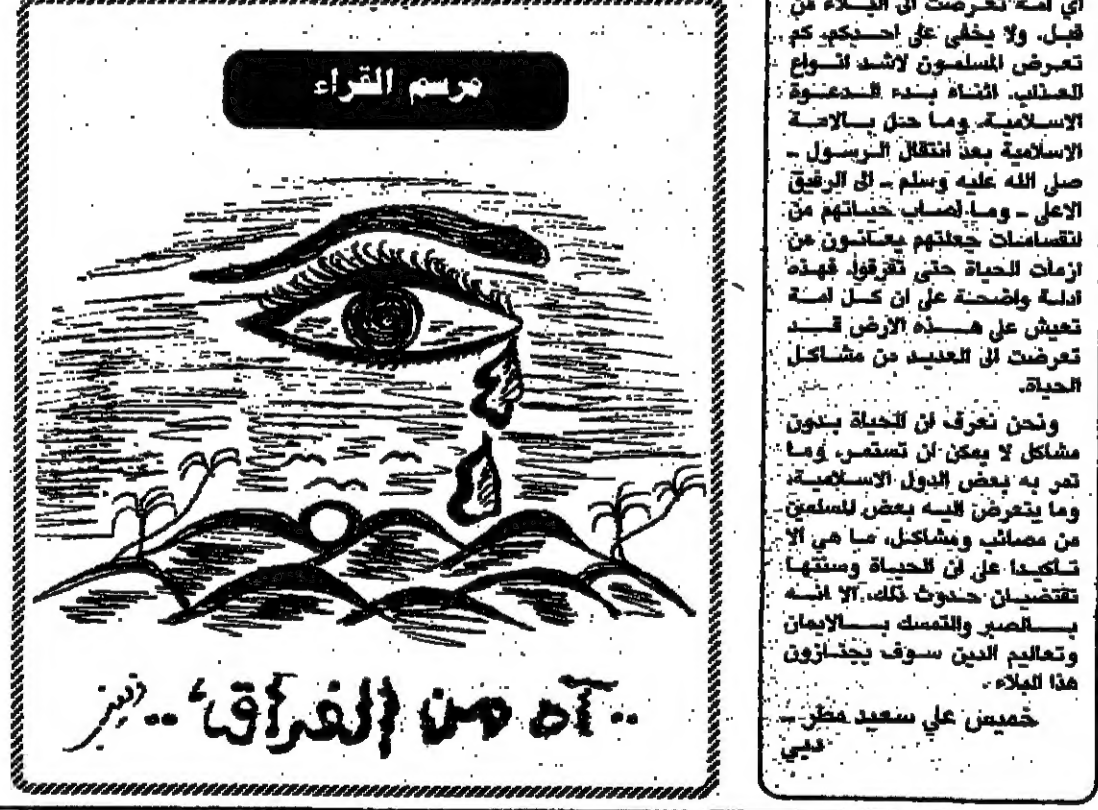 أي أمة تعرضت الى البلاء من
قبل. ولا يخفى على احدكم، كم
تعرض المسلمون لاشد انواع
العذاب. اثناء بدء الدعوة
الاسلامية. وما حل بالامة
الاسلامية بعد انتقال الرسول -
صلى الله عليه وسلم - الى الرفيق
الاعلى - وما أصاب حياتهم من
انقسامات جعلتهم يعانون من
ازمات الحياة حتى تفرقوا. فهذه
ادلة واضحة على ان كل امة
تعيش على هذه الارض قد
تعرضت الى العديد من مشاكل
الحياة.
ونحن نعرف ان الحياة بدون
مشاكل لا يمكن ان تستمر، وما
تمر به بعض الدول الاسلامية،
وما يتعرض اليه بعض المسلمين
من مصائب ومشاكل، ما هي الا
تاكيدا على ان الحياة وسنتها
تقتضيان حدوث ذلك، الا انه
بالصبر والتمسك بالايمان
وتعاليم الدين سوف يجتازون
هذا البلاء.
خميس علي سعيد مطر -
دبي
مرسم القراء
.. آه من الفراق ..